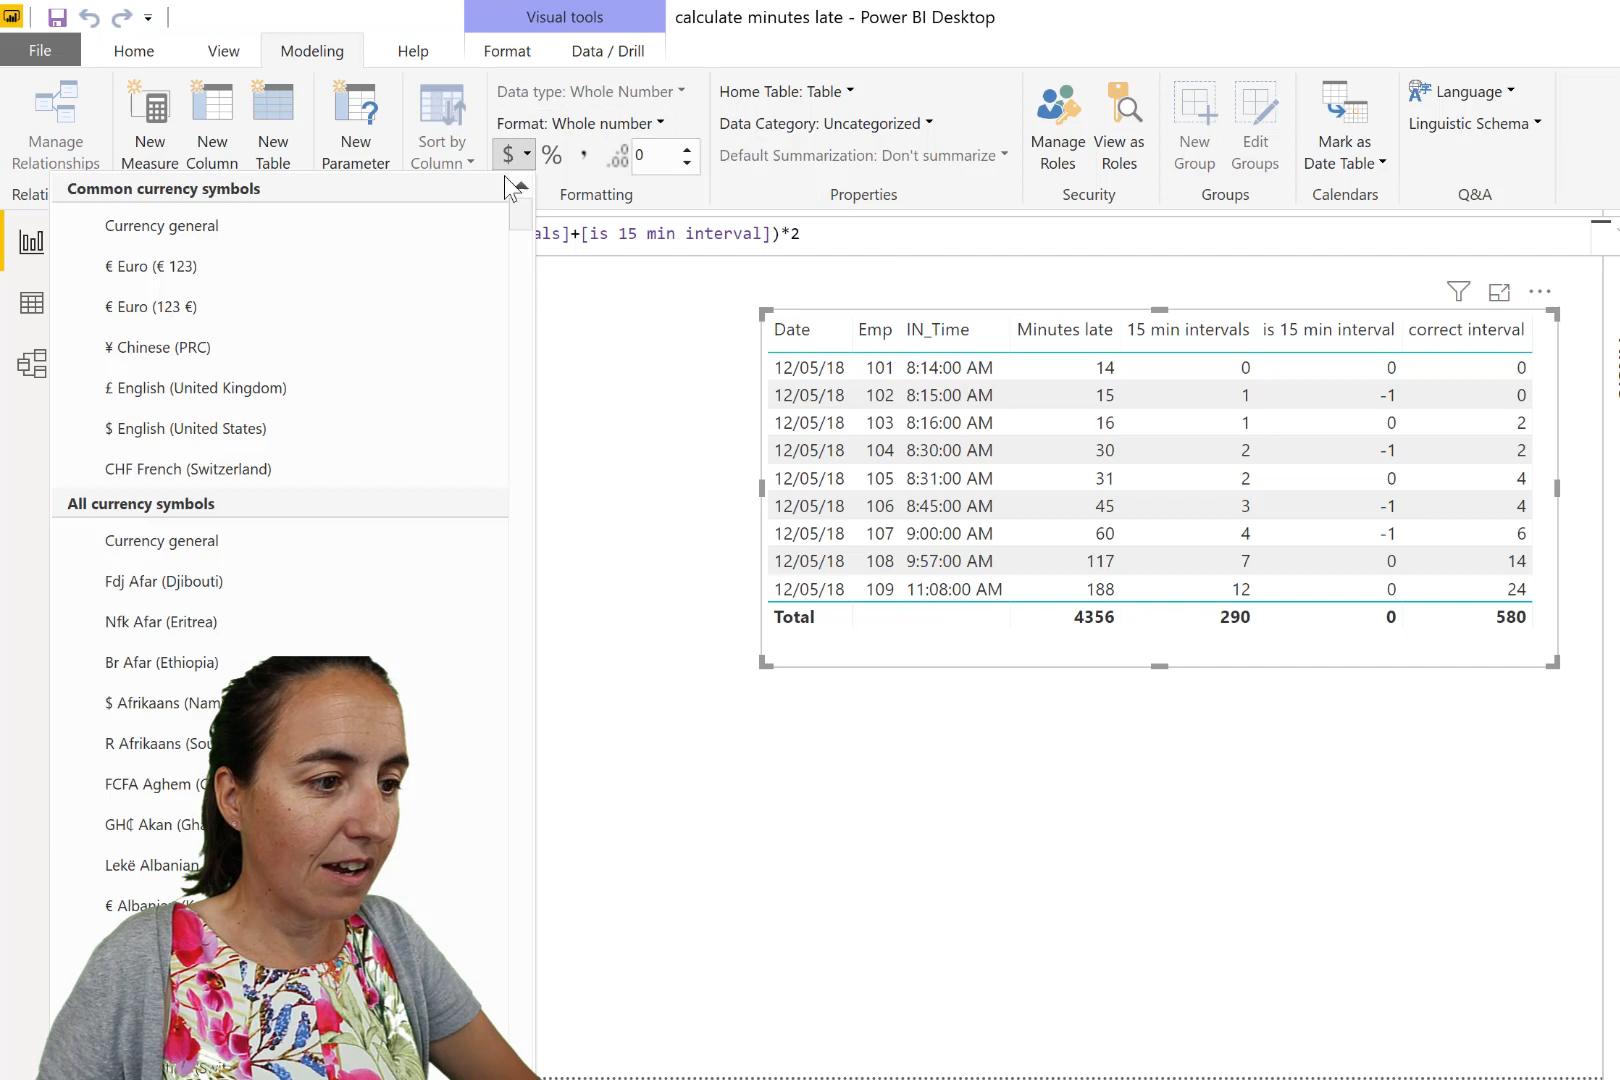 Visual tools
calculate minutes late - Power BI Desktop
File
Home
View
Modeling
Help
Format
Data / Drill
Manage Relationships
New Measure
New Column
New Table
New Parameter
Sort by Column
Data type: Whole Number
Format: Whole number
$ % , .00 0
Formatting
Home Table: Table
Data Category: Uncategorized
Default Summarization: Don't summarize
Properties
Manage Roles
View as Roles
Security
New Group
Edit Groups
Groups
Mark as Date Table
Calendars
Language
Linguistic Schema
Q&A
Relati
als]+[is 15 min interval])*2
Common currency symbols
Currency general
€ Euro (€ 123)
€ Euro (123 €)
¥ Chinese (PRC)
£ English (United Kingdom)
$ English (United States)
CHF French (Switzerland)
All currency symbols
Currency general
Fdj Afar (Djibouti)
Nfk Afar (Eritrea)
Br Afar (Ethiopia)
$ Afrikaans (Nam
R Afrikaans (Sou
FCFA Aghem (C
GH₵ Akan (Gha
Lekë Albanian
€ Albanian
Date Emp IN_Time Minutes late 15 min intervals is 15 min interval correct interval
12/05/18 101 8:14:00 AM 14 0 0 0
12/05/18 102 8:15:00 AM 15 1 -1 0
12/05/18 103 8:16:00 AM 16 1 0 2
12/05/18 104 8:30:00 AM 30 2 -1 2
12/05/18 105 8:31:00 AM 31 2 0 4
12/05/18 106 8:45:00 AM 45 3 -1 4
12/05/18 107 9:00:00 AM 60 4 -1 6
12/05/18 108 9:57:00 AM 117 7 0 14
12/05/18 109 11:08:00 AM 188 12 0 24
Total 4356 290 0 580